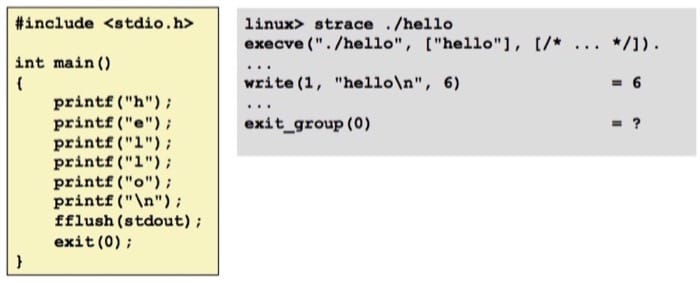 #include <stdio.h>
int main()
{
printf("h");
printf("e");
printf("l");
printf("l");
printf("o");
printf("\n");
fflush(stdout);
exit(0);
}
linux> strace ./hello
execve("./hello", ["hello"], [/* ... */]).
...
write(1, "hello\n", 6) = 6
...
exit_group(0) = ?